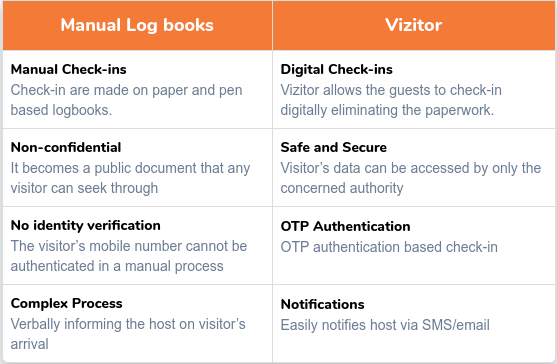 Manual Log books
Vizitor
Manual Check-ins
Check-in are made on paper and pen
based logbooks.
Digital Check-ins
Vizitor allows the guests to check-in
digitally eliminating the paperwork.
Non-confidential
It becomes a public document that any
visitor can seek through
Safe and Secure
Visitor's data can be accessed by only the
concerned authority
No identity verification
The visitor's mobile number cannot be
authenticated in a manual process
OTP Authentication
OTP authentication based check-in
Complex Process
Verbally informing the host on visitor's
arrival
Notifications
Easily notifies host via SMS/email